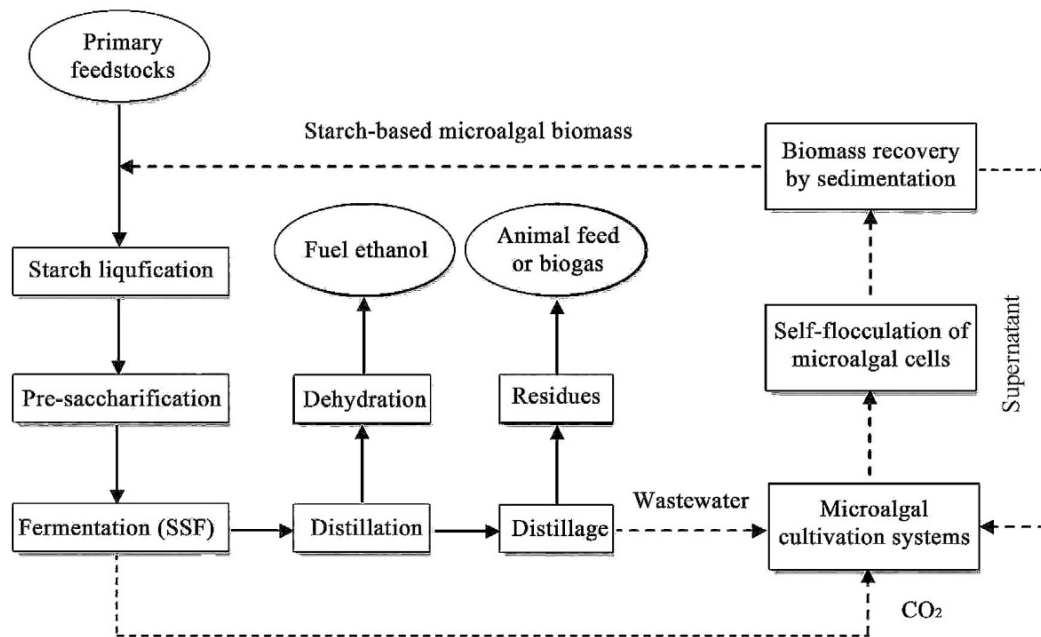 Primary
feedstocks
Starch-based microalgal biomass
Biomass recovery
by sedimentation
Fuel ethanol
Animal feed
or biogas
Starch liqufication
Self-flocculation of
microalgal cells
Supernatant
Pre-saccharification
Dehydration
Residues
Wastewater
Fermentation (SSF)
Distillation
Distillage
Microalgal
cultivation systems
CO₂